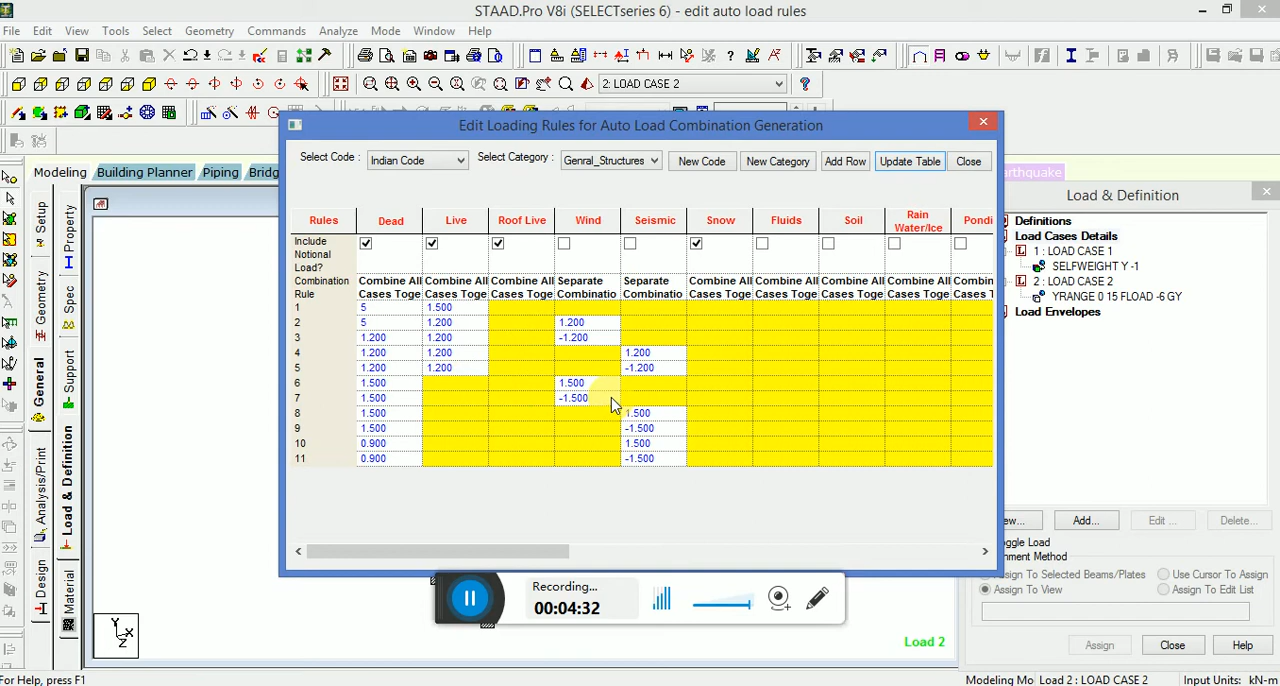 STAAD.Pro V8i (SELECTseries 6) - edit auto load rules
File Edit View Tools Select Geometry Commands Analyze Mode Window Help
2: LOAD CASE 2
Modeling Building Planner Piping Bridg
arthquake
Edit Loading Rules for Auto Load Combination Generation
Select Code : Indian Code Select Category : Genral_Structures New Code New Category Add Row Update Table Close
Rules Dead Live Roof Live Wind Seismic Snow Fluids Soil Rain Water/Ice Pondi
Include Notional Load?
Combination Rule Combine All Cases Toge Combine All Cases Toge Combine All Cases Toge Separate Combinatio Separate Combinatio Combine All Cases Toge Combine All Cases Toge Combine All Cases Toge Combine All Cases Toge Combine Cases T
1 5 1.500
2 5 1.200 1.200
3 1.200 1.200 -1.200
4 1.200 1.200 1.200
5 1.200 1.200 -1.200
6 1.500 1.500
7 1.500 -1.500
8 1.500 1.500
9 1.500 -1.500
10 0.900 1.500
11 0.900 -1.500
Setup
Geometry
General
Analysis/Print
Design
Property
Spec
Support
Load & Definition
Material
Load & Definition
Definitions
Load Cases Details
1 : LOAD CASE 1
SELFWEIGHT Y -1
2 : LOAD CASE 2
YRANGE 0 15 FLOAD -6 GY
Load Envelopes
ew... Add... Edit ... Delete...
oggle Load
gnment Method
ssign To Selected Beams/Plates Use Cursor To Assign
Assign To View Assign To Edit List
Assign Close Help
Recording...
00:04:32
Y X Z
Load 2
For Help, press F1 Modeling Mo Load 2 : LOAD CASE 2 Input Units: kN-m